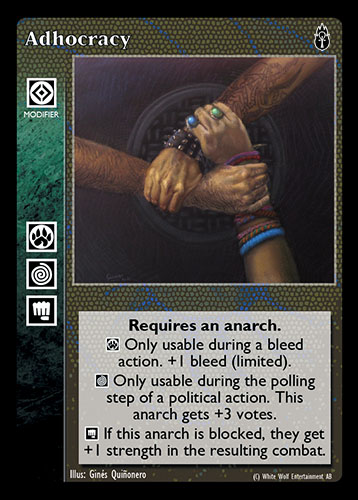 Adhocracy
MODIFIER
Requires an anarch.
Only usable during a bleed
action. +1 bleed (limited).
Only usable during the polling
step of a political action. This
anarch gets +3 votes.
If this anarch is blocked, they get
+1 strength in the resulting combat.
Illus: Ginés Quiñonero
(C) White Wolf Entertainment AB